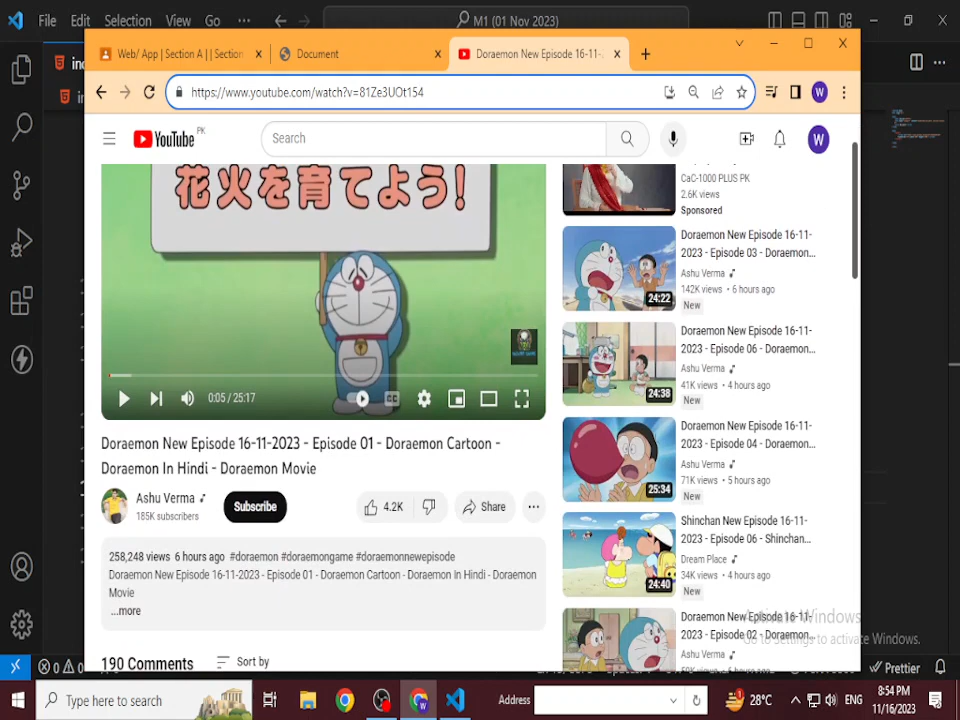 File Edit Selection View Go ···
M1 (01 Nov 2023)
Web/ App | Section A | | Section
Document
Doraemon New Episode 16-11-
https://www.youtube.com/watch?v=81Ze3UOt154
W
YouTube PK
Search
W
花火を育てよう!
0:05 / 25:17
CC
Doraemon New Episode 16-11-2023 - Episode 01 - Doraemon Cartoon -
Doraemon In Hindi - Doraemon Movie
Ashu Verma
185K subscribers
Subscribe
4.2K
Share
258,248 views 6 hours ago #doraemon #doraemongame #doraemonnewepisode
Doraemon New Episode 16-11-2023 - Episode 01 - Doraemon Cartoon - Doraemon In Hindi - Doraemon
Movie
...more
190 Comments
Sort by
CaC-1000 PLUS PK
2.6K views
Sponsored
24:22
Doraemon New Episode 16-11-
2023 - Episode 03 - Doraemon...
Ashu Verma
142K views • 6 hours ago
New
24:38
Doraemon New Episode 16-11-
2023 - Episode 06 - Doraemon...
Ashu Verma
41K views • 4 hours ago
New
25:34
Doraemon New Episode 16-11-
2023 - Episode 04 - Doraemon...
Ashu Verma
71K views • 5 hours ago
New
24:40
Shinchan New Episode 16-11-
2023 - Episode 06 - Shinchan...
Dream Place
34K views • 4 hours ago
New
Doraemon New Episode 16-11-
2023 - Episode 02 - Doraemon...
Ashu Verma
Activate Windows
Go to Settings to activate Windows.
0 0
Prettier
Type here to search
Address
28°C
ENG
8:54 PM
11/16/2023